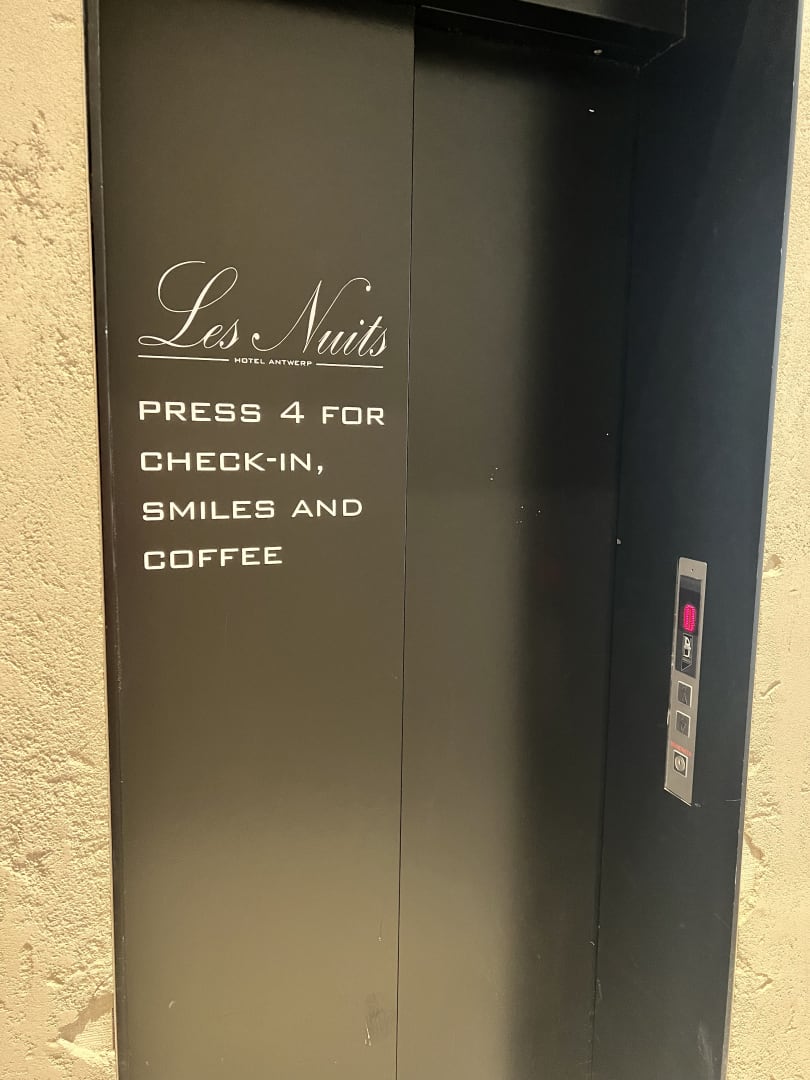 Les Nuits
HOTEL ANTWERP
PRESS 4 FOR
CHECK-IN,
SMILES AND
COFFEE